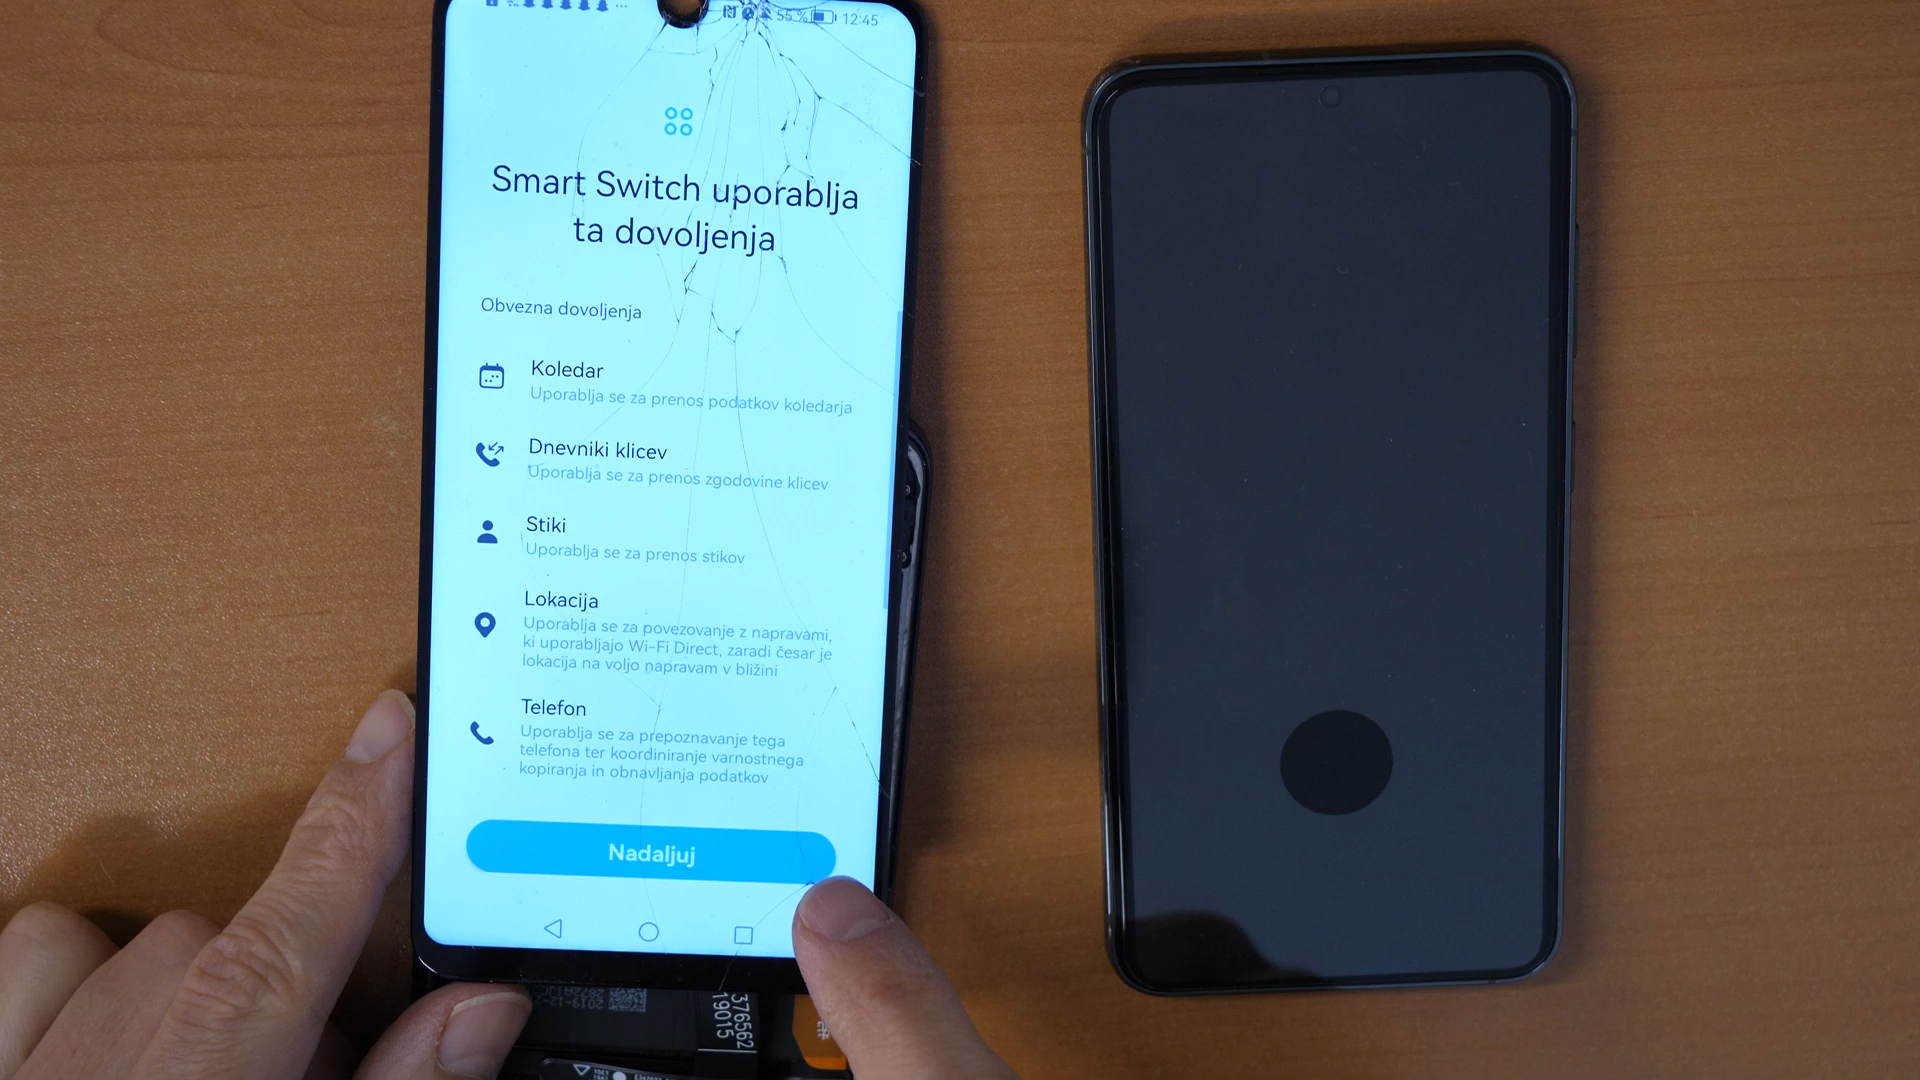 55 % 12:45
Smart Switch uporablja
ta dovoljenja
Obvezna dovoljenja
Koledar
Uporablja se za prenos podatkov koledarja
Dnevniki klicev
Uporablja se za prenos zgodovine klicev
Stiki
Uporablja se za prenos stikov
Lokacija
Uporablja se za povezovanje z napravami,
ki uporabljajo Wi-Fi Direct, zaradi česar je
lokacija na voljo napravam v bližini
Telefon
Uporablja se za prepoznavanje tega
telefona ter koordiniranje varnostnega
kopiranja in obnavljanja podatkov
Nadaljuj
376562
19015